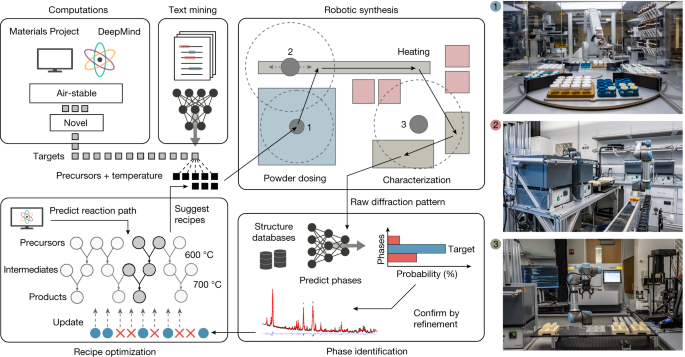 Computations
Materials Project
DeepMind
Air-stable
Novel
Targets
Text mining
Precursors + temperature
Robotic synthesis
2
Heating
1
3
Powder dosing
Characterization
Predict reaction path
Suggest
recipes
Precursors
600 °C
Intermediates
700 °C
Products
Update
Recipe optimization
Raw diffraction pattern
Structure
databases
Predict phases
Phases
Target
Probability (%)
Confirm by
refinement
Phase identification
1
2
3